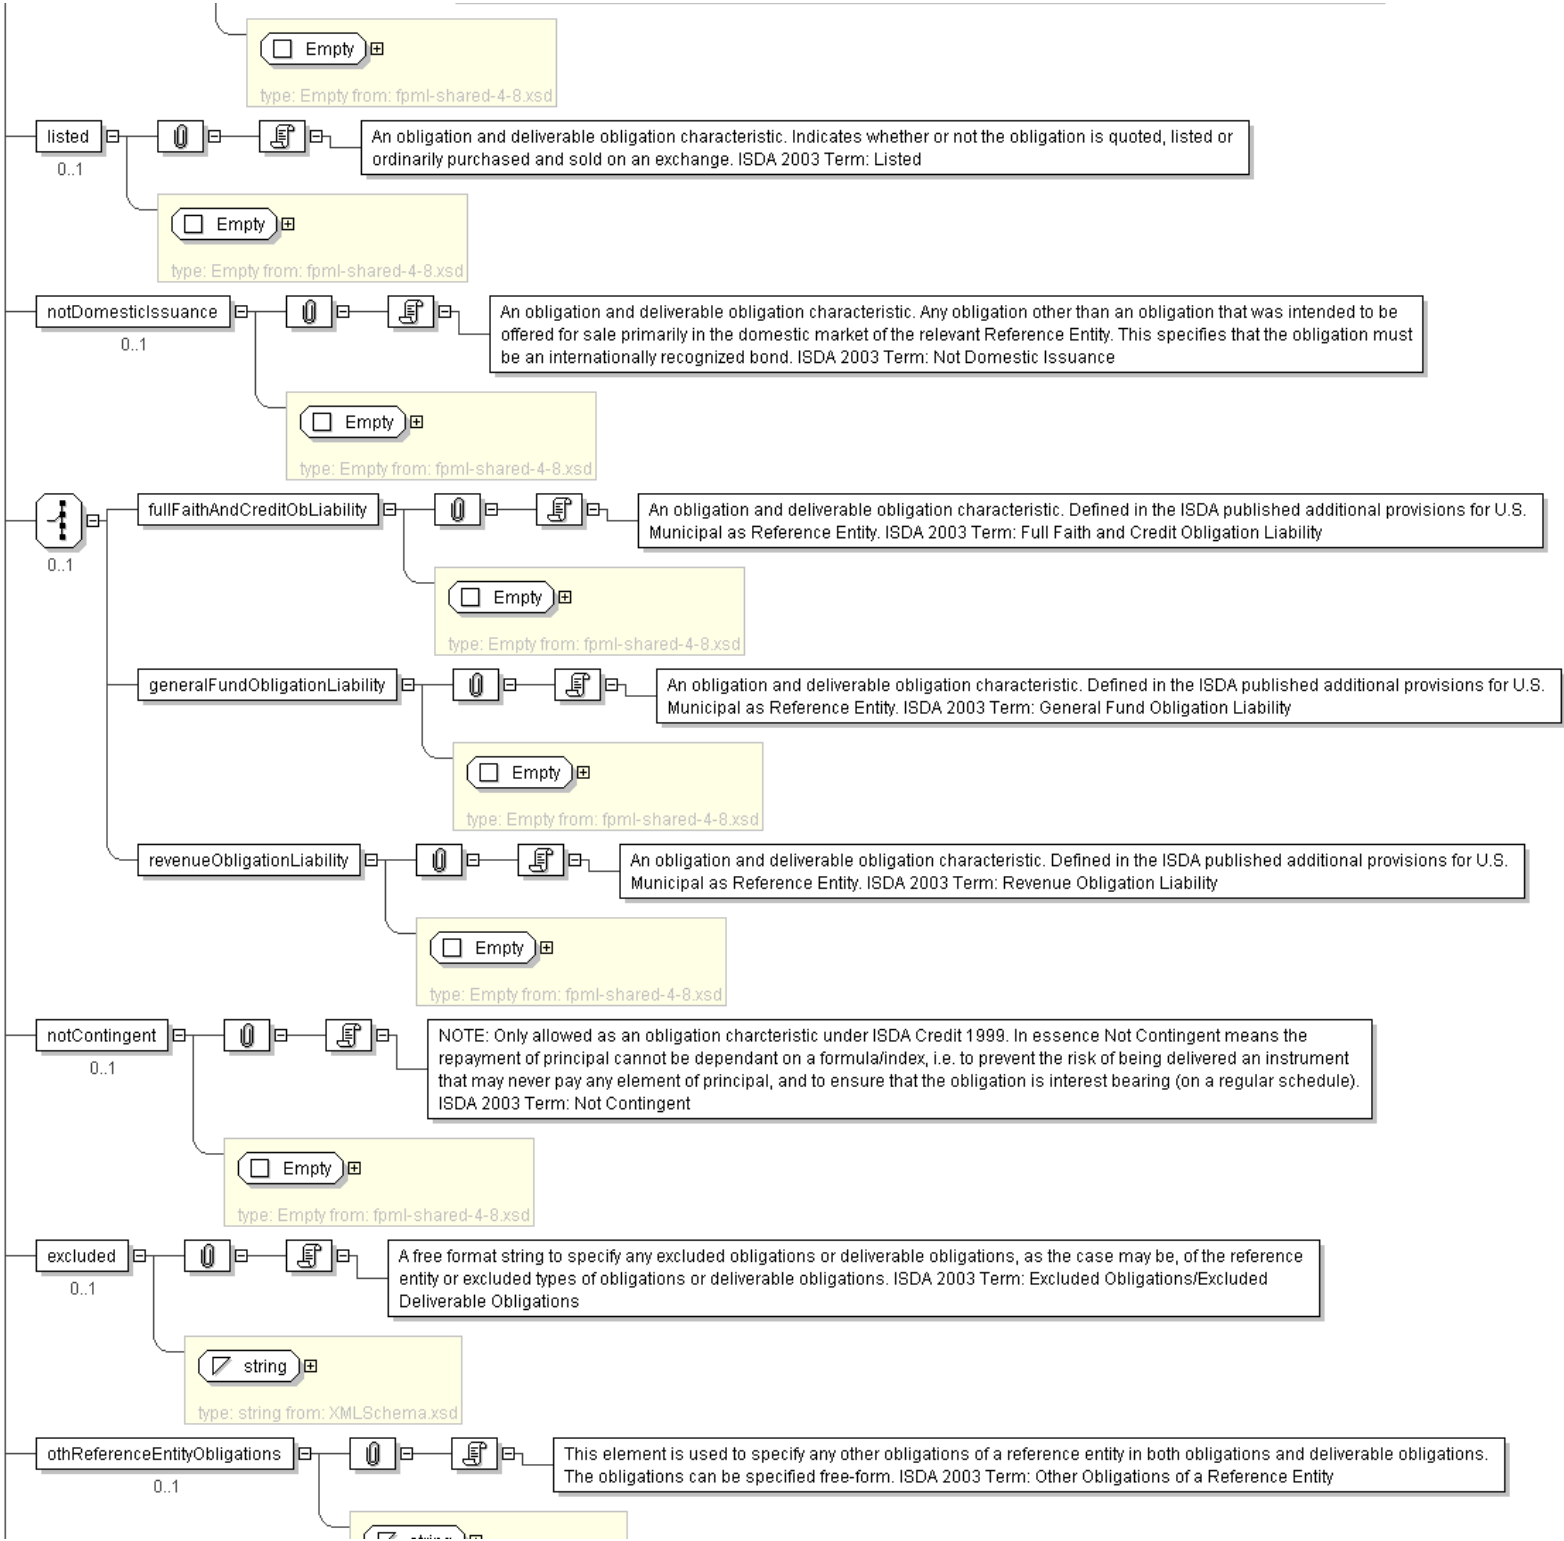 Empty
type: Empty from: fpml-shared-4-8.xsd
listed
0..1
An obligation and deliverable obligation characteristic. Indicates whether or not the obligation is quoted, listed or
ordinarily purchased and sold on an exchange. ISDA 2003 Term: Listed
Empty
type: Empty from: fpml-shared-4-8.xsd
notDomesticIssuance
0..1
An obligation and deliverable obligation characteristic. Any obligation other than an obligation that was intended to be
offered for sale primarily in the domestic market of the relevant Reference Entity. This specifies that the obligation must
be an internationally recognized bond. ISDA 2003 Term: Not Domestic Issuance
Empty
type: Empty from: fpml-shared-4-8.xsd
0..1
fullFaithAndCreditObLiability
An obligation and deliverable obligation characteristic. Defined in the ISDA published additional provisions for U.S.
Municipal as Reference Entity. ISDA 2003 Term: Full Faith and Credit Obligation Liability
Empty
type: Empty from: fpml-shared-4-8.xsd
generalFundObligationLiability
An obligation and deliverable obligation characteristic. Defined in the ISDA published additional provisions for U.S.
Municipal as Reference Entity. ISDA 2003 Term: General Fund Obligation Liability
Empty
type: Empty from: fpml-shared-4-8.xsd
revenueObligationLiability
An obligation and deliverable obligation characteristic. Defined in the ISDA published additional provisions for U.S.
Municipal as Reference Entity. ISDA 2003 Term: Revenue Obligation Liability
Empty
type: Empty from: fpml-shared-4-8.xsd
notContingent
0..1
NOTE: Only allowed as an obligation charcteristic under ISDA Credit 1999. In essence Not Contingent means the
repayment of principal cannot be dependant on a formula/index, i.e. to prevent the risk of being delivered an instrument
that may never pay any element of principal, and to ensure that the obligation is interest bearing (on a regular schedule).
ISDA 2003 Term: Not Contingent
Empty
type: Empty from: fpml-shared-4-8.xsd
excluded
0..1
A free format string to specify any excluded obligations or deliverable obligations, as the case may be, of the reference
entity or excluded types of obligations or deliverable obligations. ISDA 2003 Term: Excluded Obligations/Excluded
Deliverable Obligations
string
type: string from: XMLSchema.xsd
othReferenceEntityObligations
0..1
This element is used to specify any other obligations of a reference entity in both obligations and deliverable obligations.
The obligations can be specified free-form. ISDA 2003 Term: Other Obligations of a Reference Entity